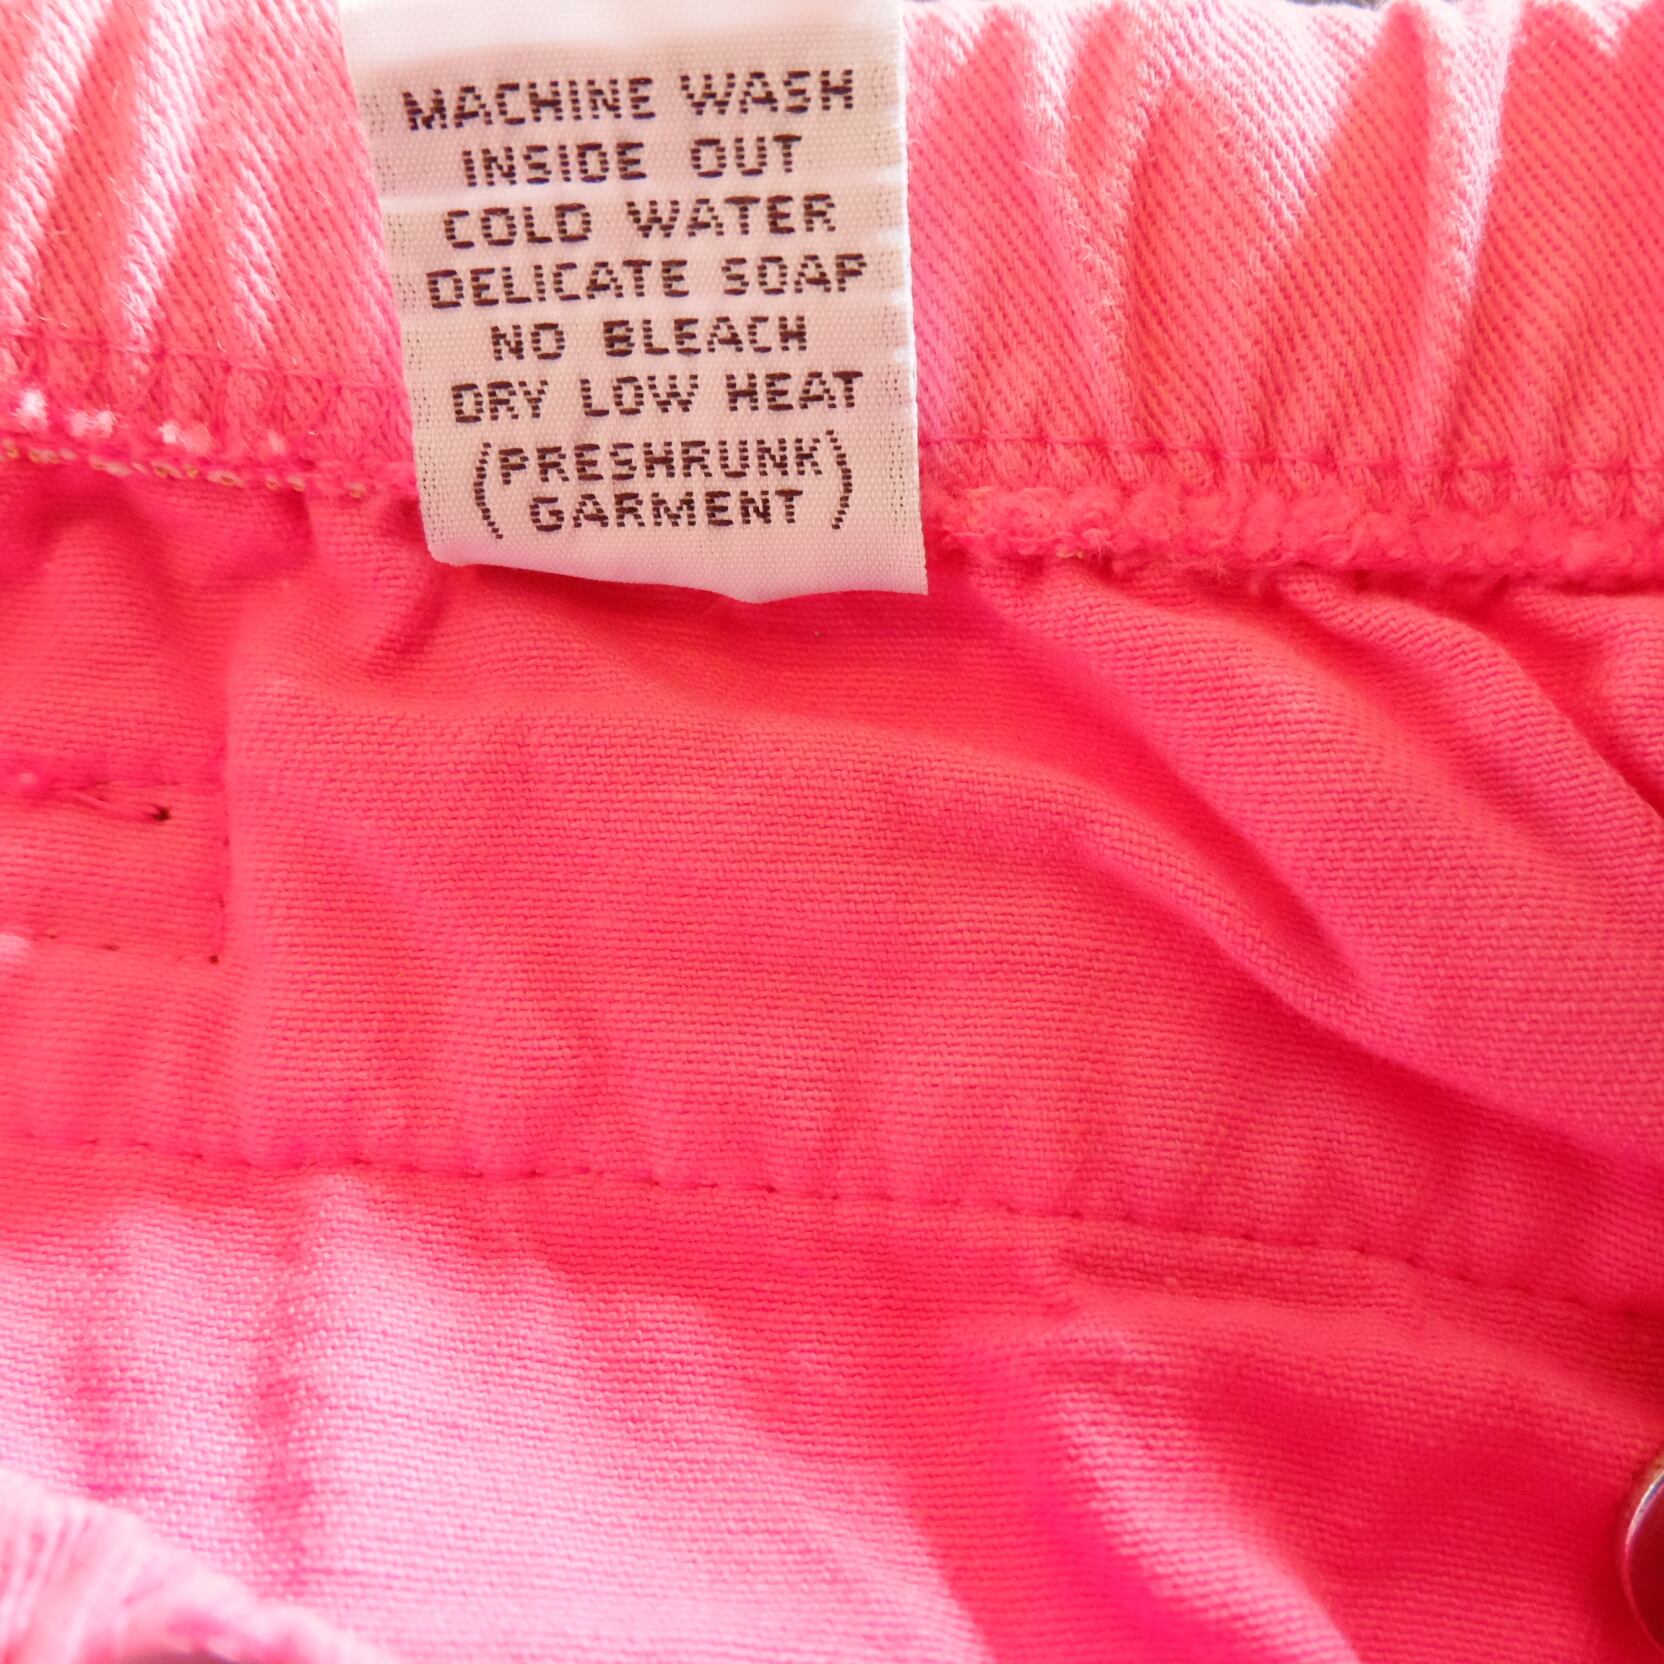 MACHINE WASH
INSIDE OUT
COLD WATER
DELICATE SOAP
NO BLEACH
DRY LOW HEAT
(PRESHRUNK
GARMENT)